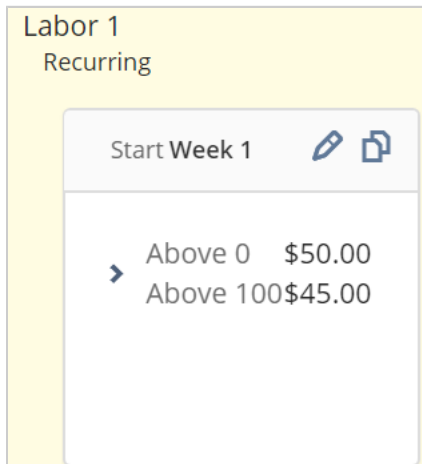 Labor 1
Recurring
Start Week 1
Above 0 $50.00
Above 100 $45.00